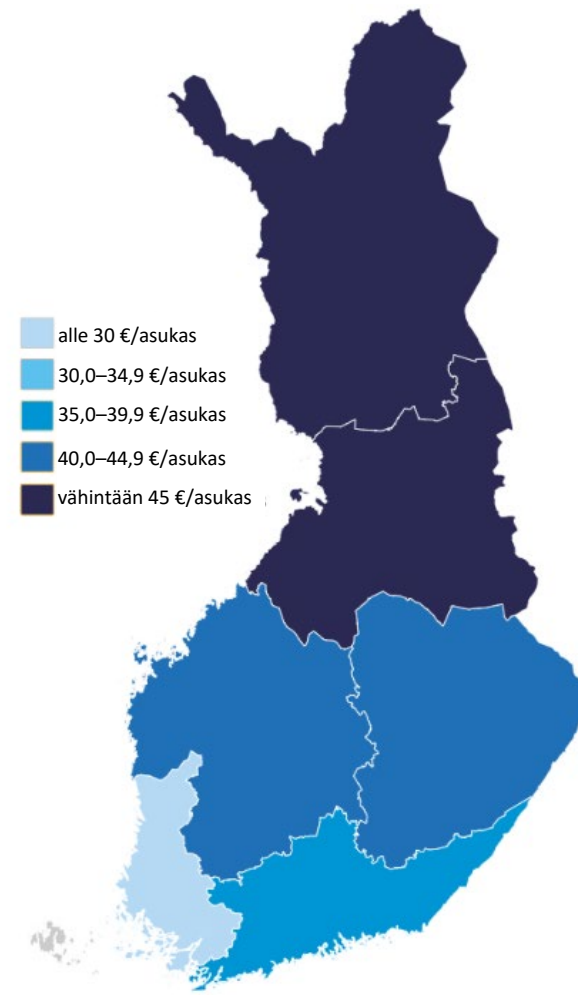 alle 30 €/asukas
30,0–34,9 €/asukas
35,0–39,9 €/asukas
40,0–44,9 €/asukas
vähintään 45 €/asukas